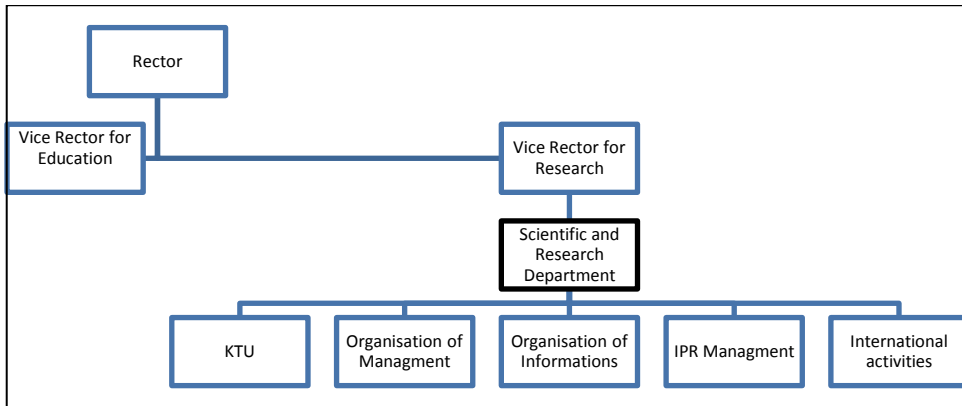 Rector
Vice Rector for
Education
Vice Rector for
Research
Scientific and
Research
Department
KTU
Organisation of
Managment
Organisation of
Informations
IPR Managment
International
activities